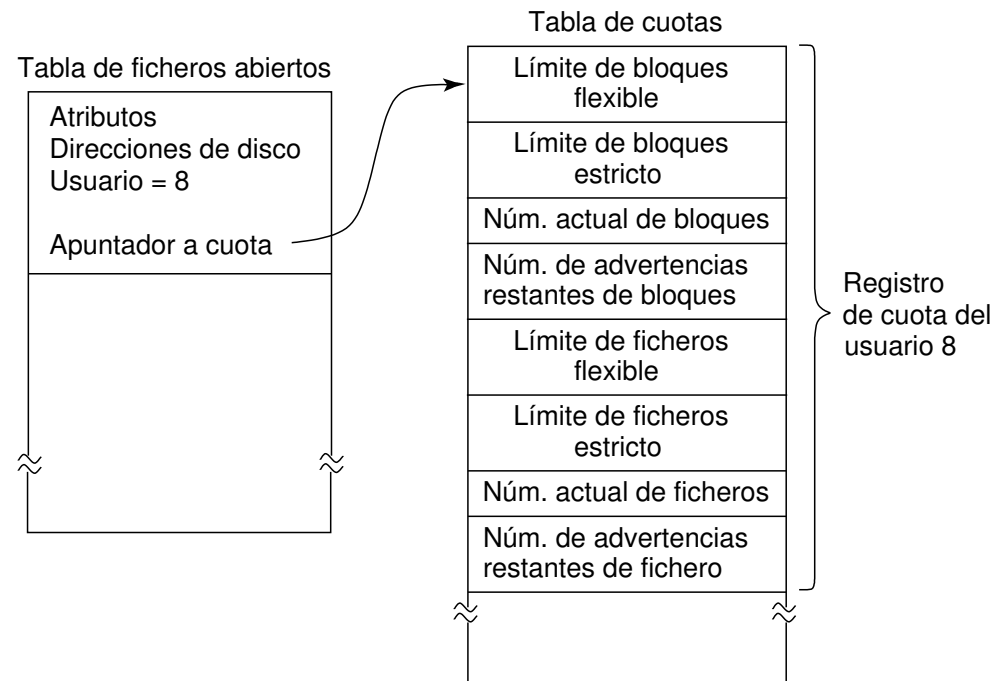 Tabla de cuotas
Tabla de ficheros abiertos
Atributos
Direcciones de disco
Usuario = 8
Apuntador a cuota
Límite de bloques
flexible
Límite de bloques
estricto
Núm. actual de bloques
Núm. de advertencias
restantes de bloques
Límite de ficheros
flexible
Límite de ficheros
estricto
Núm. actual de ficheros
Núm. de advertencias
restantes de fichero
Registro
de cuota del
usuario 8